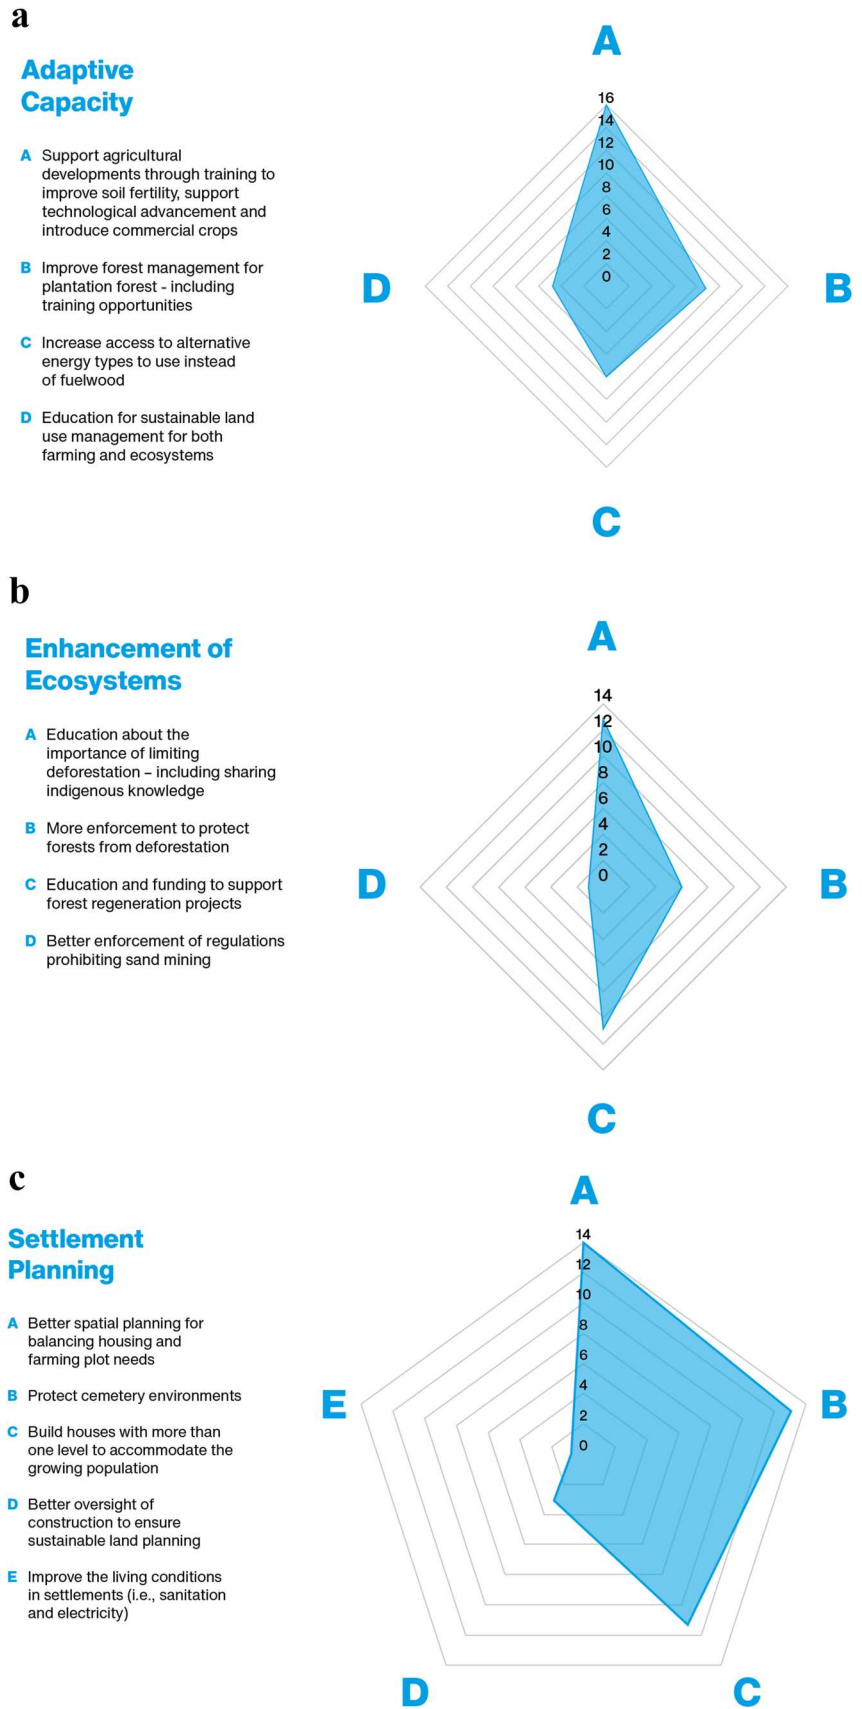 a
Adaptive
Capacity
A Support agricultural
developments through training to
improve soil fertility, support
technological advancement and
introduce commercial crops
B Improve forest management for
plantation forest - including
training opportunities
C Increase access to alternative
energy types to use instead
of fuelwood
D Education for sustainable land
use management for both
farming and ecosystems
A
16
14
12
10
8
6
4
2
0
D
B
C
b
Enhancement of
Ecosystems
A Education about the
importance of limiting
deforestation – including sharing
indigenous knowledge
B More enforcement to protect
forests from deforestation
C Education and funding to support
forest regeneration projects
D Better enforcement of regulations
prohibiting sand mining
A
14
12
10
8
6
4
2
0
D
B
C
c
Settlement
Planning
A Better spatial planning for
balancing housing and
farming plot needs
B Protect cemetery environments
C Build houses with more than
one level to accommodate the
growing population
D Better oversight of
construction to ensure
sustainable land planning
E Improve the living conditions
in settlements (i.e., sanitation
and electricity)
A
14
12
10
8
6
4
2
0
E
B
D
C